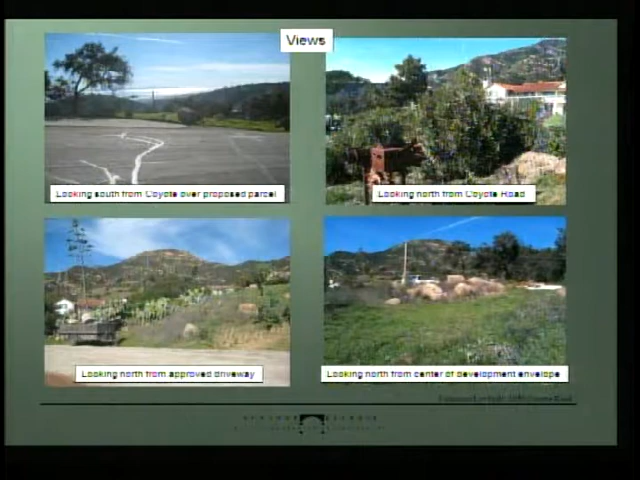 Views
Looking south from Coyote over proposed parcel
Looking north from Coyote Road
Looking north from approved driveway
Looking north from center of development envelope